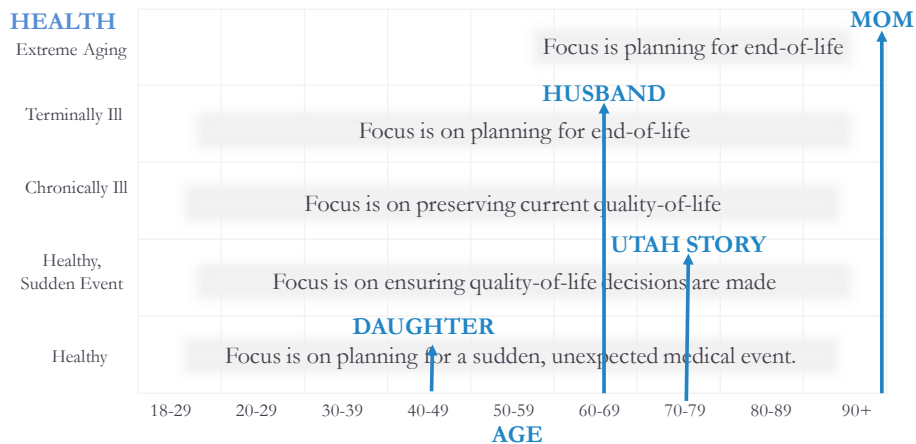 HEALTH
MOM
Extreme Aging
Focus is planning for end-of-life
HUSBAND
Terminally Ill
Focus is on planning for end-of-life
Chronically Ill
Focus is on preserving current quality-of-life
UTAH STORY
Healthy,
Sudden Event
Focus is on ensuring quality-of-life decisions are made
DAUGHTER
Healthy
Focus is on planning for a sudden, unexpected medical event.
18-29 20-29 30-39 40-49 50-59 60-69 70-79 80-89 90+
AGE